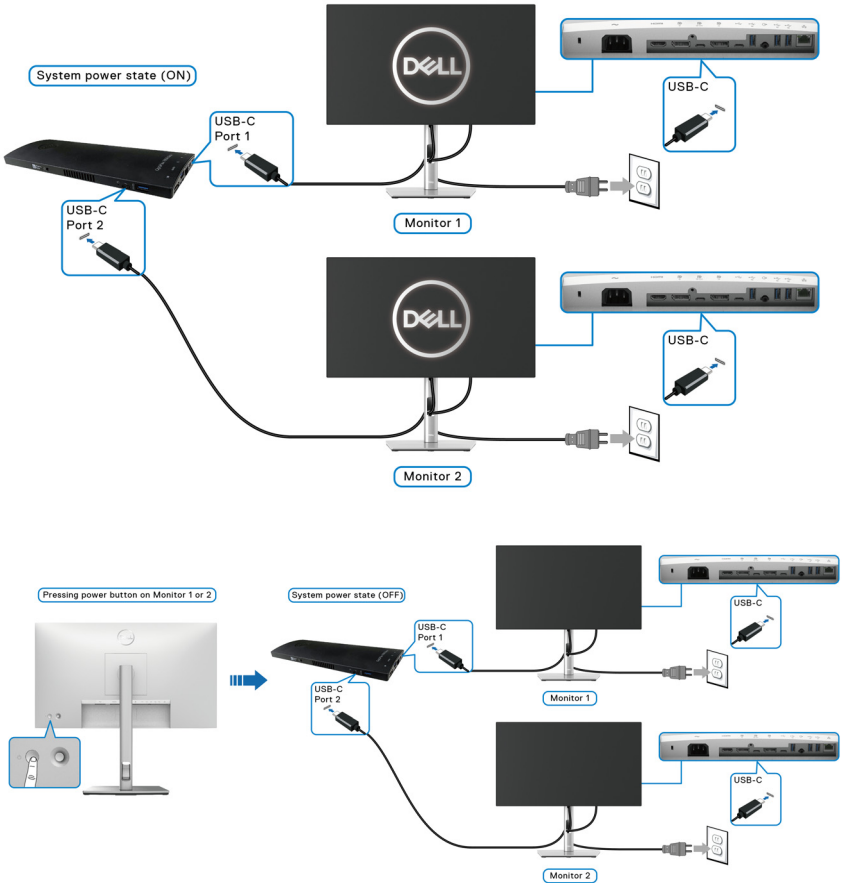 System power state (ON)
USB-C
Port 1
DELL
USB-C
Monitor 1
USB-C
Port 2
DELL
USB-C
Monitor 2
Pressing power button on Monitor 1 or 2
System power state (OFF)
USB-C
Port 1
USB-C
Monitor 1
USB-C
Port 2
USB-C
Monitor 2